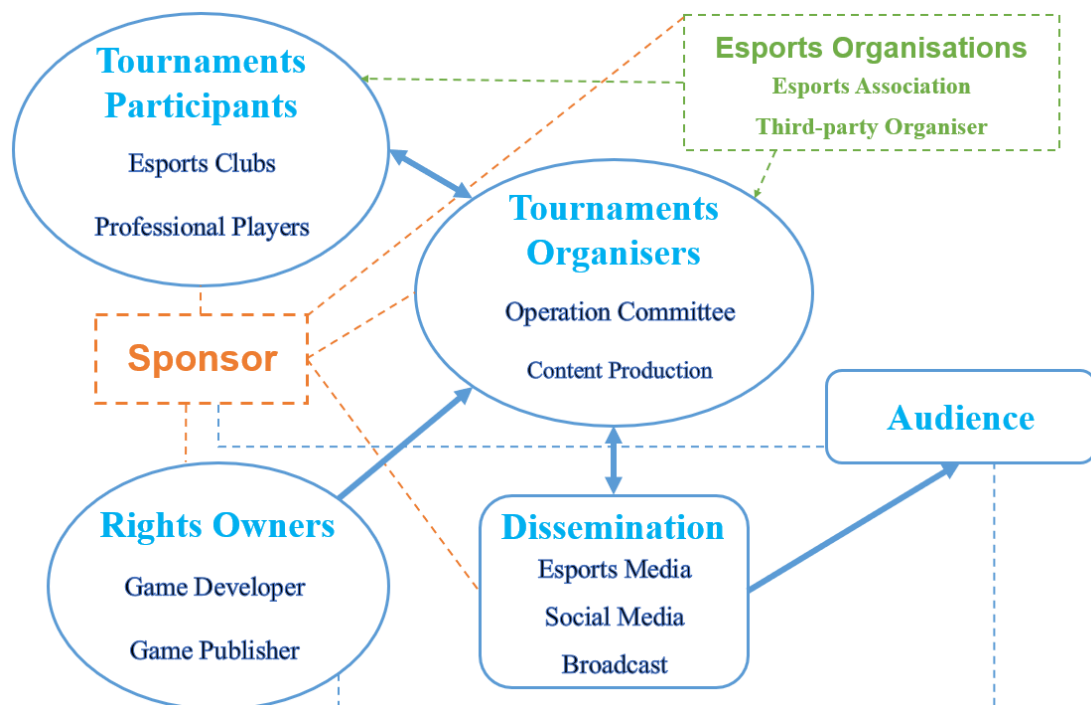 Tournaments
Participants
Esports Clubs
Professional Players
Esports Organisations
Esports Association
Third-party Organiser
Tournaments
Organisers
Operation Committee
Content Production
Sponsor
Audience
Rights Owners
Game Developer
Game Publisher
Dissemination
Esports Media
Social Media
Broadcast